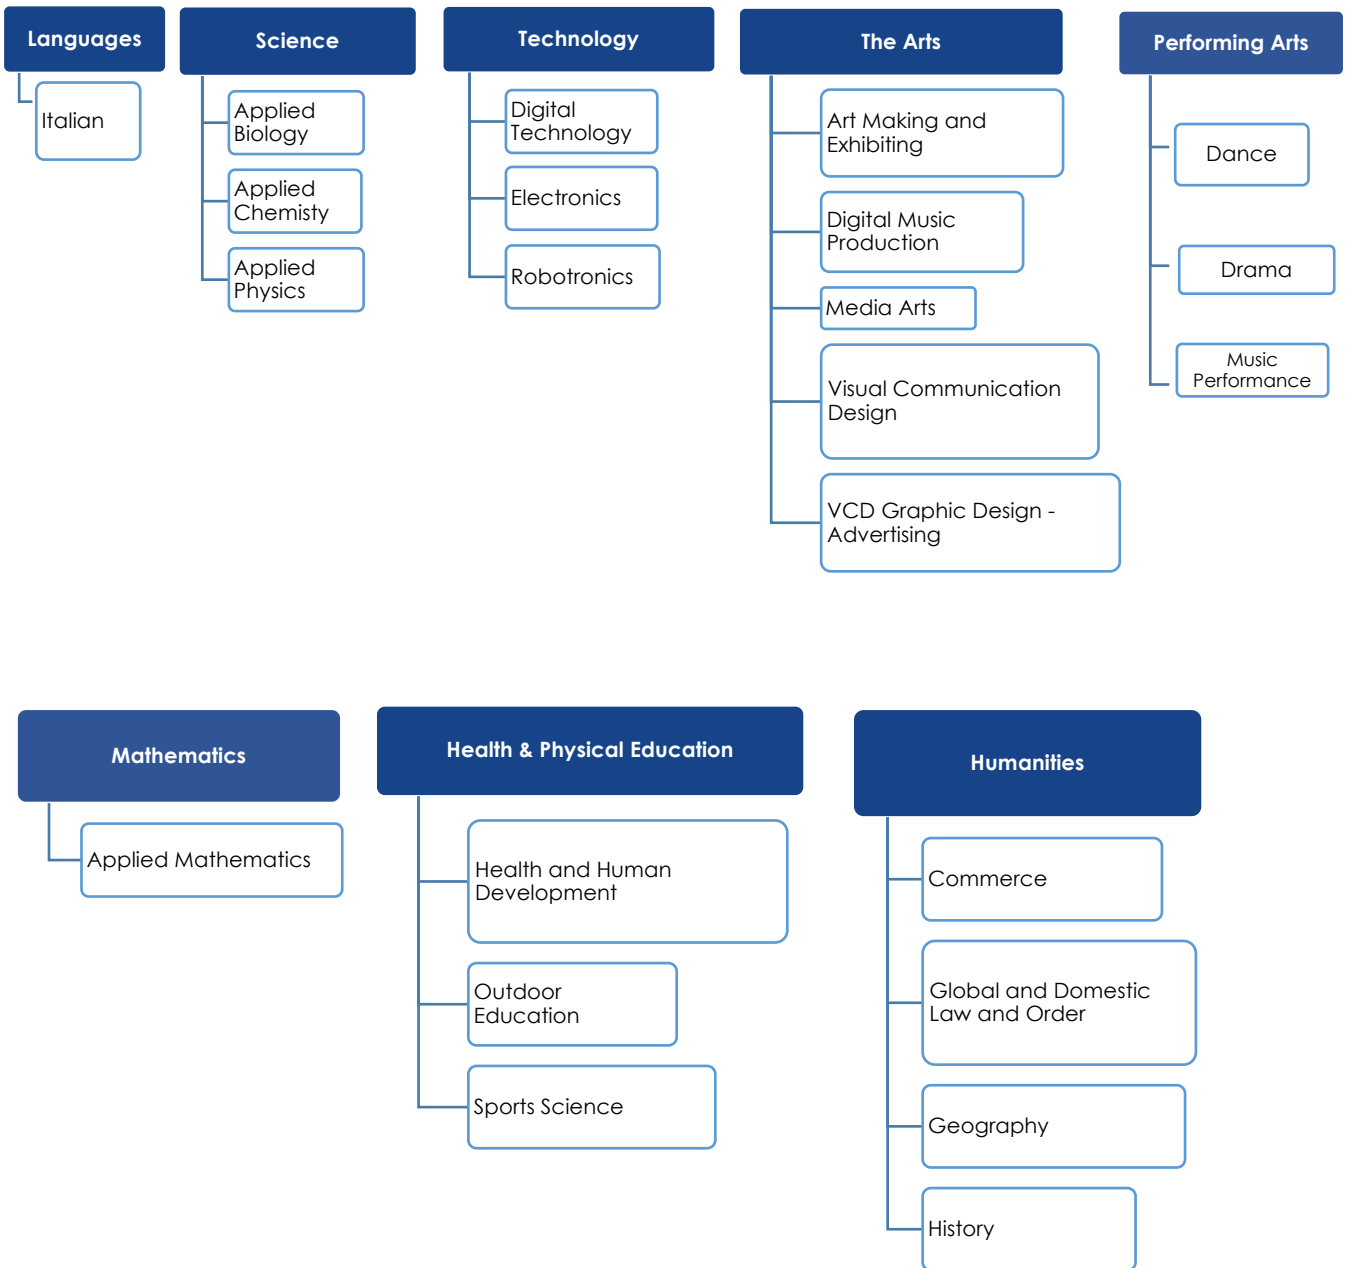 Languages
Italian
Science
Applied
Biology
Applied
Chemisty
Applied
Physics
Technology
Digital
Technology
Electronics
Robotronics
The Arts
Art Making and
Exhibiting
Digital Music
Production
Media Arts
Visual Communication
Design
VCD Graphic Design -
Advertising
Performing Arts
Dance
Drama
Music
Performance
Mathematics
Applied Mathematics
Health & Physical Education
Health and Human
Development
Outdoor
Education
Sports Science
Humanities
Commerce
Global and Domestic
Law and Order
Geography
History